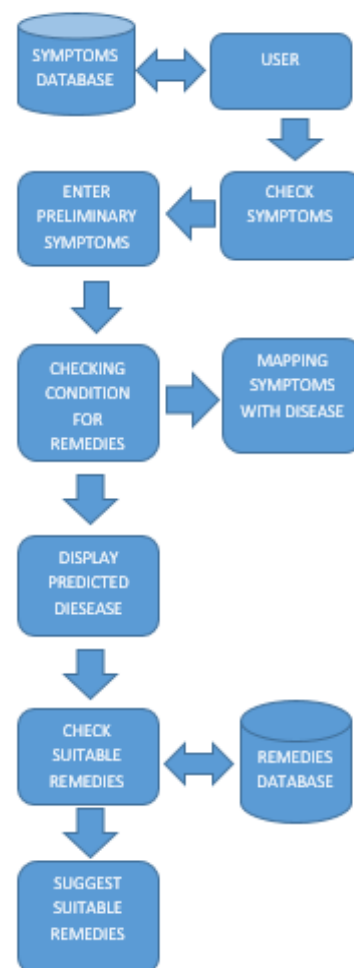 SYMPTOMS
DATABASE
USER
ENTER
PRELIMINARY
SYMPTOMS
CHECK
SYMPTOMS
CHECKING
CONDITION
FOR
REMEDIES
MAPPING
SYMPTOMS
WITH DISEASE
DISPLAY
PREDICTED
DIESEASE
CHECK
SUITABLE
REMEDIES
REMEDIES
DATABASE
SUGGEST
SUITABLE
REMEDIES